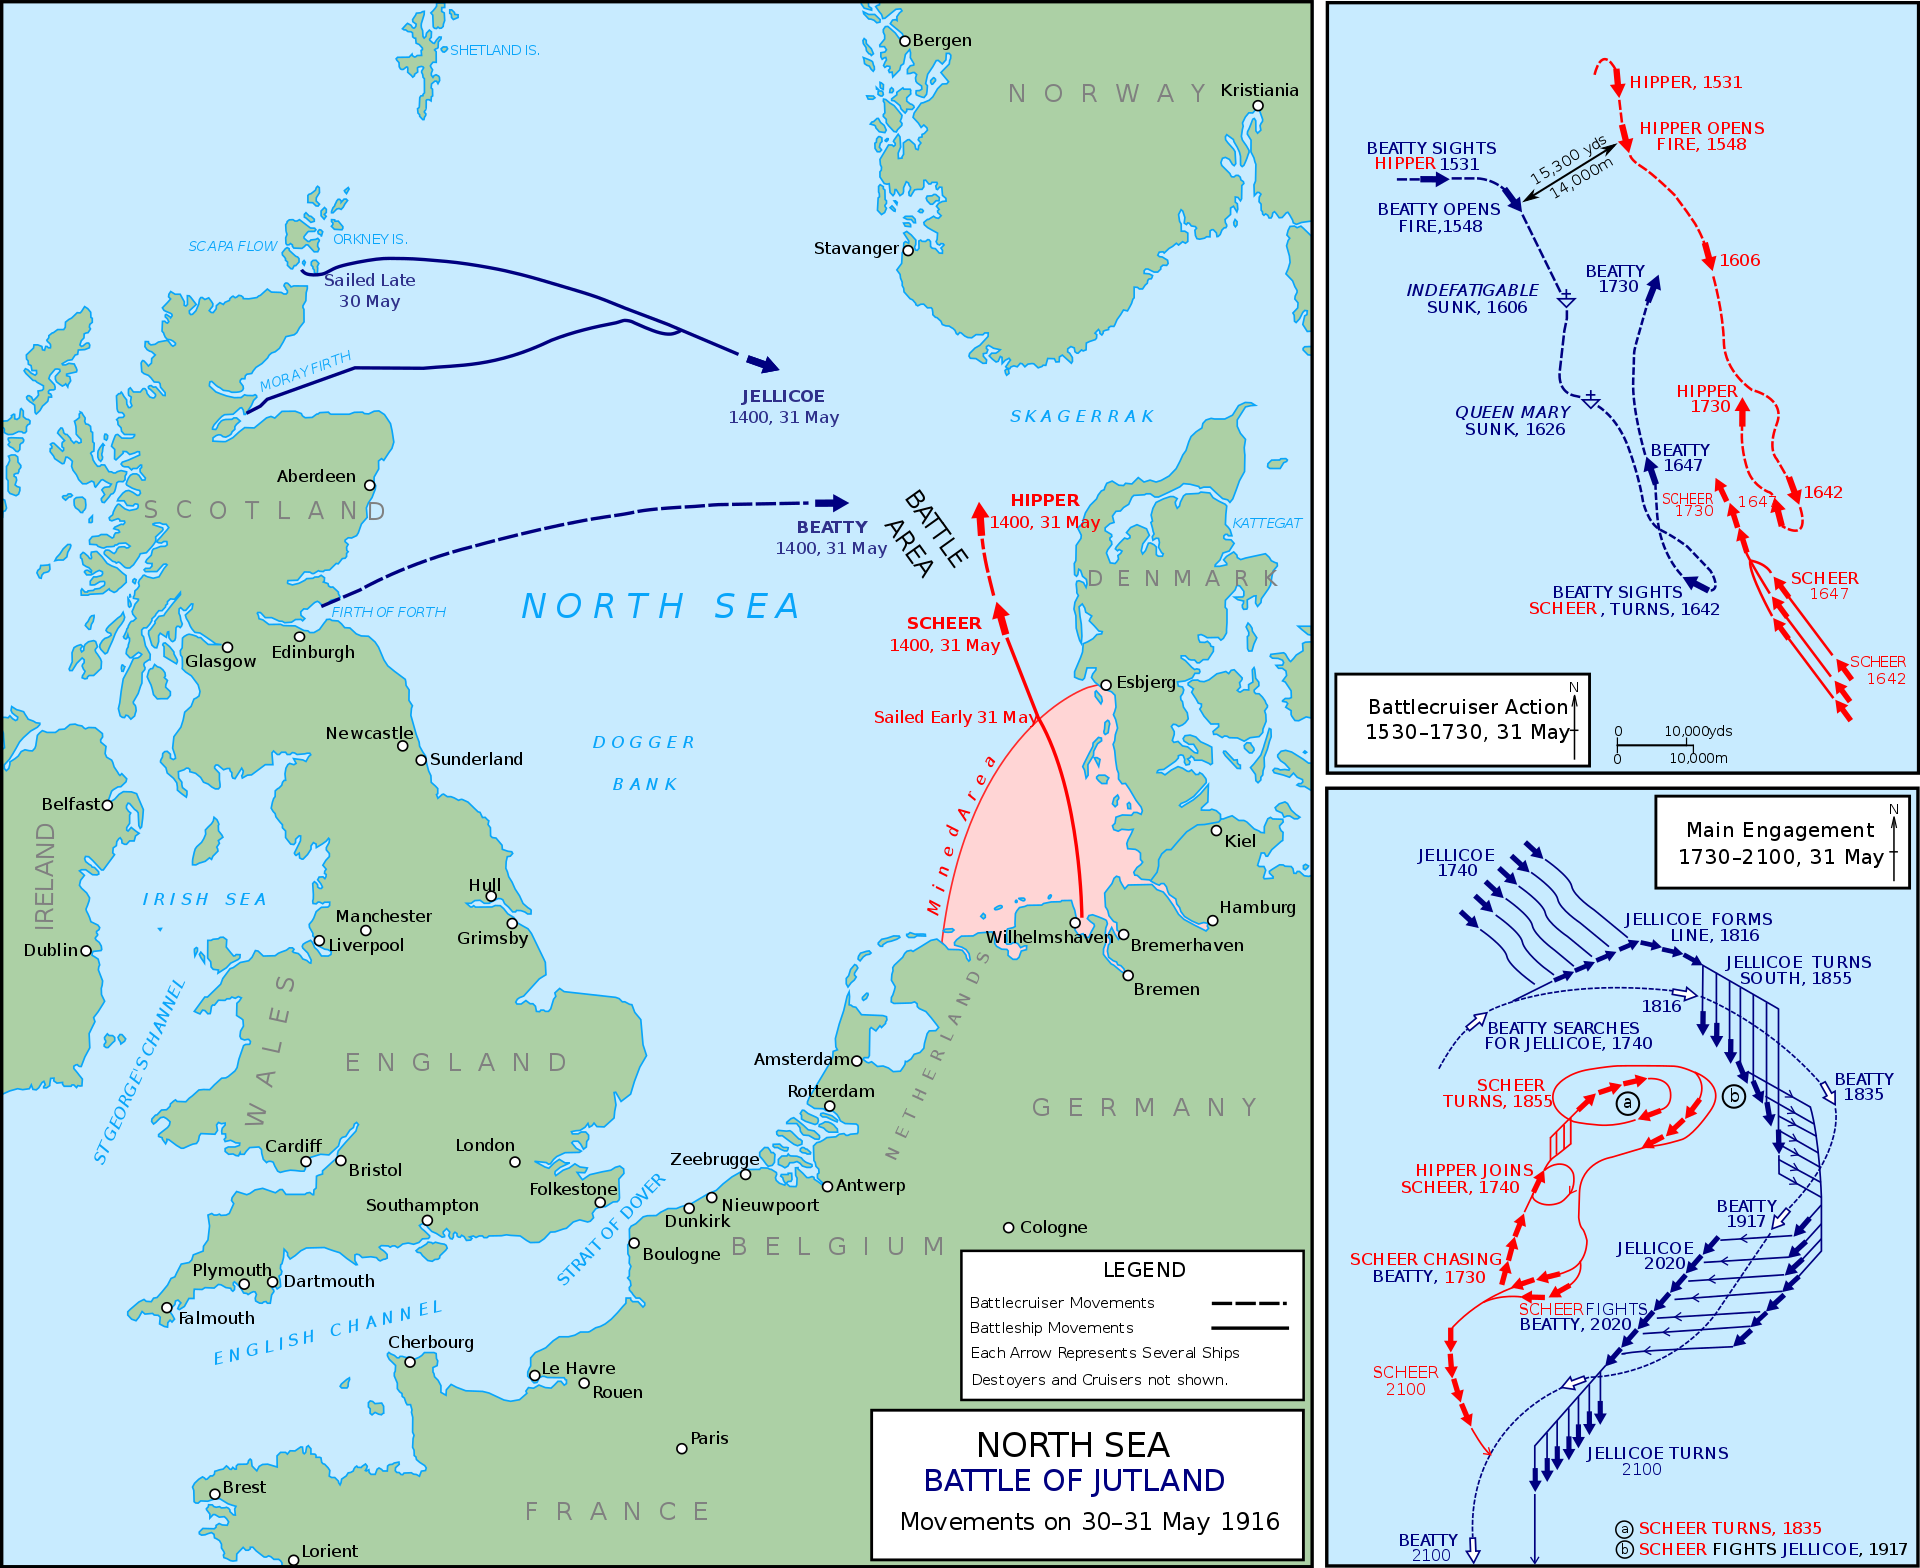 SHETLAND IS.
Bergen
NORWAY
Kristiania
SCAPA FLOW
ORKNEY IS.
Stavanger
Sailed Late
30 May
MORAY FIRTH
JELLICOE
1400, 31 May
SKAGERRAK
Aberdeen
SCOTLAND
BEATTY
1400, 31 May
BATTLE
AREA
HIPPER
1400, 31 May
KATTEGAT
DENMARK
NORTH SEA
FIRTH OF FORTH
SCHEER
1400, 31 May
Glasgow
Edinburgh
Esbjerg
Sailed Early 31 May
Newcastle
Sunderland
DOGGER
BANK
Mined Area
Belfast
IRELAND
Kiel
IRISH SEA
Hull
Manchester
Liverpool
Grimsby
Hamburg
Wilhelmshaven
Bremerhaven
Dublin
Bremen
ST GEORGE'S CHANNEL
WALES
ENGLAND
Amsterdam
Rotterdam
NETHERLANDS
GERMANY
Cardiff
Bristol
London
Zeebrugge
Folkestone
Antwerp
Southampton
Nieuwpoort
Dunkirk
STRAIT OF DOVER
Cologne
Boulogne
BELGIUM
Plymouth
Dartmouth
Falmouth
ENGLISH CHANNEL
Cherbourg
Le Havre
Rouen
Paris
Brest
FRANCE
Lorient
LEGEND
Battlecruiser Movements
Battleship Movements
Each Arrow Represents Several Ships
Destoyers and Cruisers not shown.
NORTH SEA
BATTLE OF JUTLAND
Movements on 30–31 May 1916
HIPPER, 1531
HIPPER OPENS
FIRE, 1548
BEATTY SIGHTS
HIPPER 1531
15,300 yds
14,000m
BEATTY OPENS
FIRE,1548
1606
BEATTY
1730
INDEFATIGABLE
SUNK, 1606
HIPPER
1730
QUEEN MARY
SUNK, 1626
BEATTY
1647
SCHEER
1730
1647
1642
SCHEER
1647
BEATTY SIGHTS
SCHEER, TURNS, 1642
SCHEER
1642
Battlecruiser Action
1530–1730, 31 May
N
0 10,000yds
0 10,000m
Main Engagement
1730–2100, 31 May
N
JELLICOE
1740
JELLICOE FORMS
LINE, 1816
JELLICOE TURNS
SOUTH, 1855
1816
BEATTY SEARCHES
FOR JELLICOE, 1740
SCHEER
TURNS, 1855
a
b
BEATTY
1835
HIPPER JOINS
SCHEER, 1740
BEATTY
1917
SCHEER CHASING
BEATTY, 1730
JELLICOE
2020
SCHEER FIGHTS
BEATTY, 2020
SCHEER
2100
JELLICOE TURNS
2100
BEATTY
2100
a SCHEER TURNS, 1835
b SCHEER FIGHTS JELLICOE, 1917